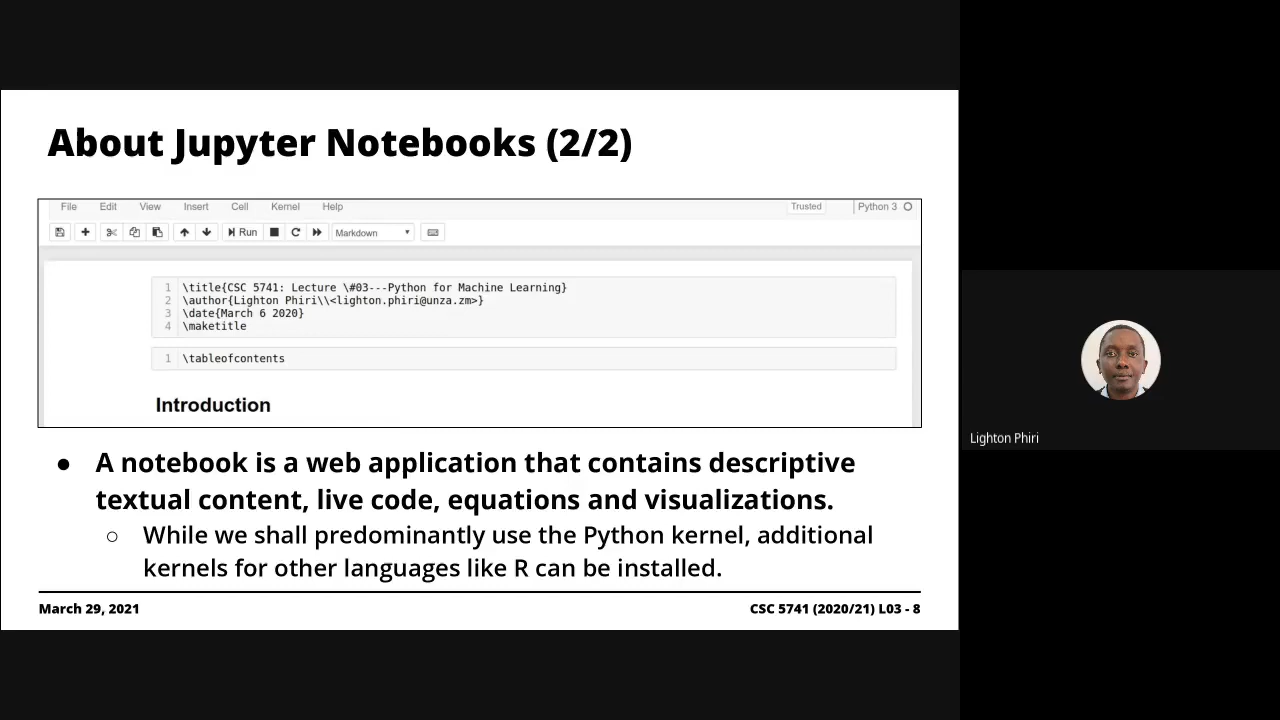 About Jupyter Notebooks (2/2)
File Edit View Insert Cell Kernel Help Trusted Python 3
Run Markdown
1 \title{CSC 5741: Lecture \#03---Python for Machine Learning}
2 \author{Lighton Phiri\\<lighton.phiri@unza.zm>}
3 \date{March 6 2020}
4 \maketitle
1 \tableofcontents
Introduction
● A notebook is a web application that contains descriptive
textual content, live code, equations and visualizations.
○ While we shall predominantly use the Python kernel, additional
kernels for other languages like R can be installed.
March 29, 2021 CSC 5741 (2020/21) L03 - 8
Lighton Phiri